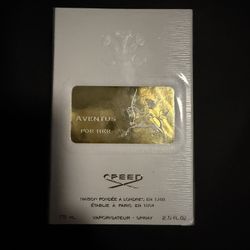 AVENTUS
FOR HER
CREED
MAISON FONDÉE A LONDRES EN 1760
ÉTABLIE À PARIS EN 1854
75 ML VAPORISATEUR - SPRAY 2.5 FL.OZ